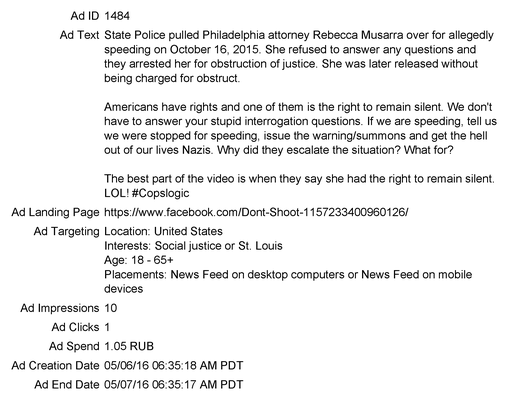 Ad ID 1484
Ad Text State Police pulled Philadelphia attorney Rebecca Musarra over for allegedly
speeding on October 16, 2015. She refused to answer any questions and
they arrested her for obstruction of justice. She was later released without
being charged for obstruct.
Americans have rights and one of them is the right to remain silent. We don't
have to answer your stupid interrogation questions. If we are speeding, tell us
we were stopped for speeding, issue the warning/summons and get the hell
out of our lives Nazis. Why did they escalate the situation? What for?
The best part of the video is when they say she had the right to remain silent.
LOL! #Copslogic
Ad Landing Page https://www.facebook.com/Dont-Shoot-1157233400960126/
Ad Targeting Location: United States
Interests: Social justice or St. Louis
Age: 18 - 65+
Placements: News Feed on desktop computers or News Feed on mobile
devices
Ad Impressions 10
Ad Clicks 1
Ad Spend 1.05 RUB
Ad Creation Date 05/06/16 06:35:18 AM PDT
Ad End Date 05/07/16 06:35:17 AM PDT